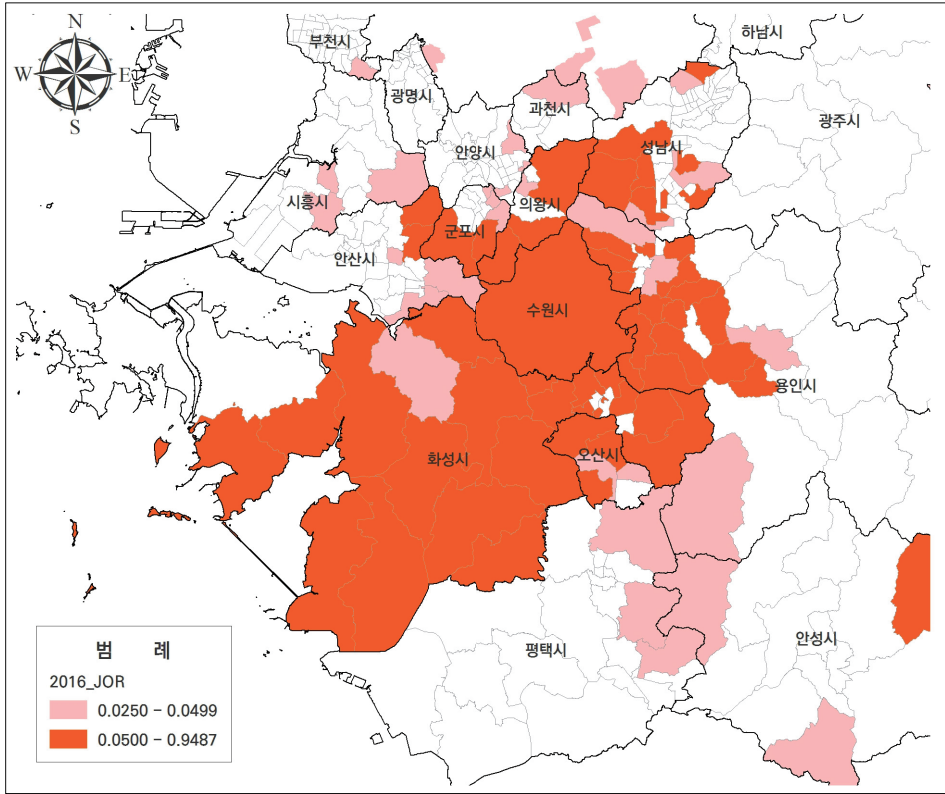 N
W E
S
부천시
하남시
광명시
과천시
광주시
안양시
성남시
시흥시
의왕시
군포시
안산시
수원시
용인시
화성시
오산시
평택시
안성시
범 례
2016_JOR
0.0250 - 0.0499
0.0500 - 0.9487